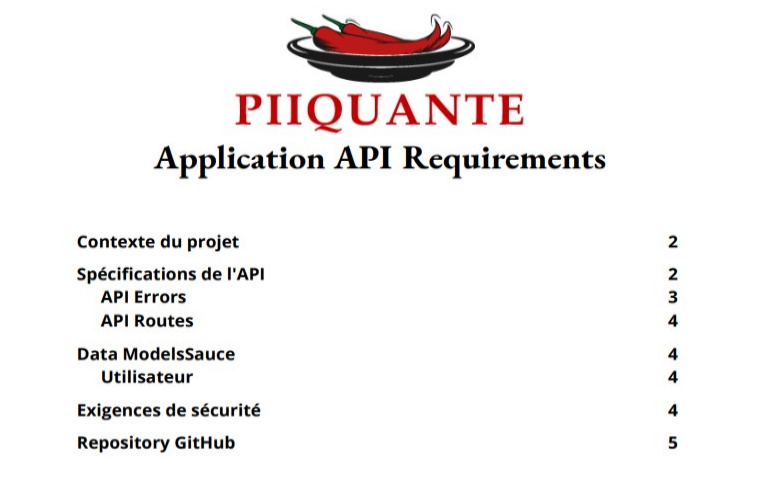 PIIQUANTE
Application API Requirements
Contexte du projet 2
Spécifications de l'API 2
API Errors 3
API Routes 4
Data ModelsSauce 4
Utilisateur 4
Exigences de sécurité 4
Repository GitHub 5